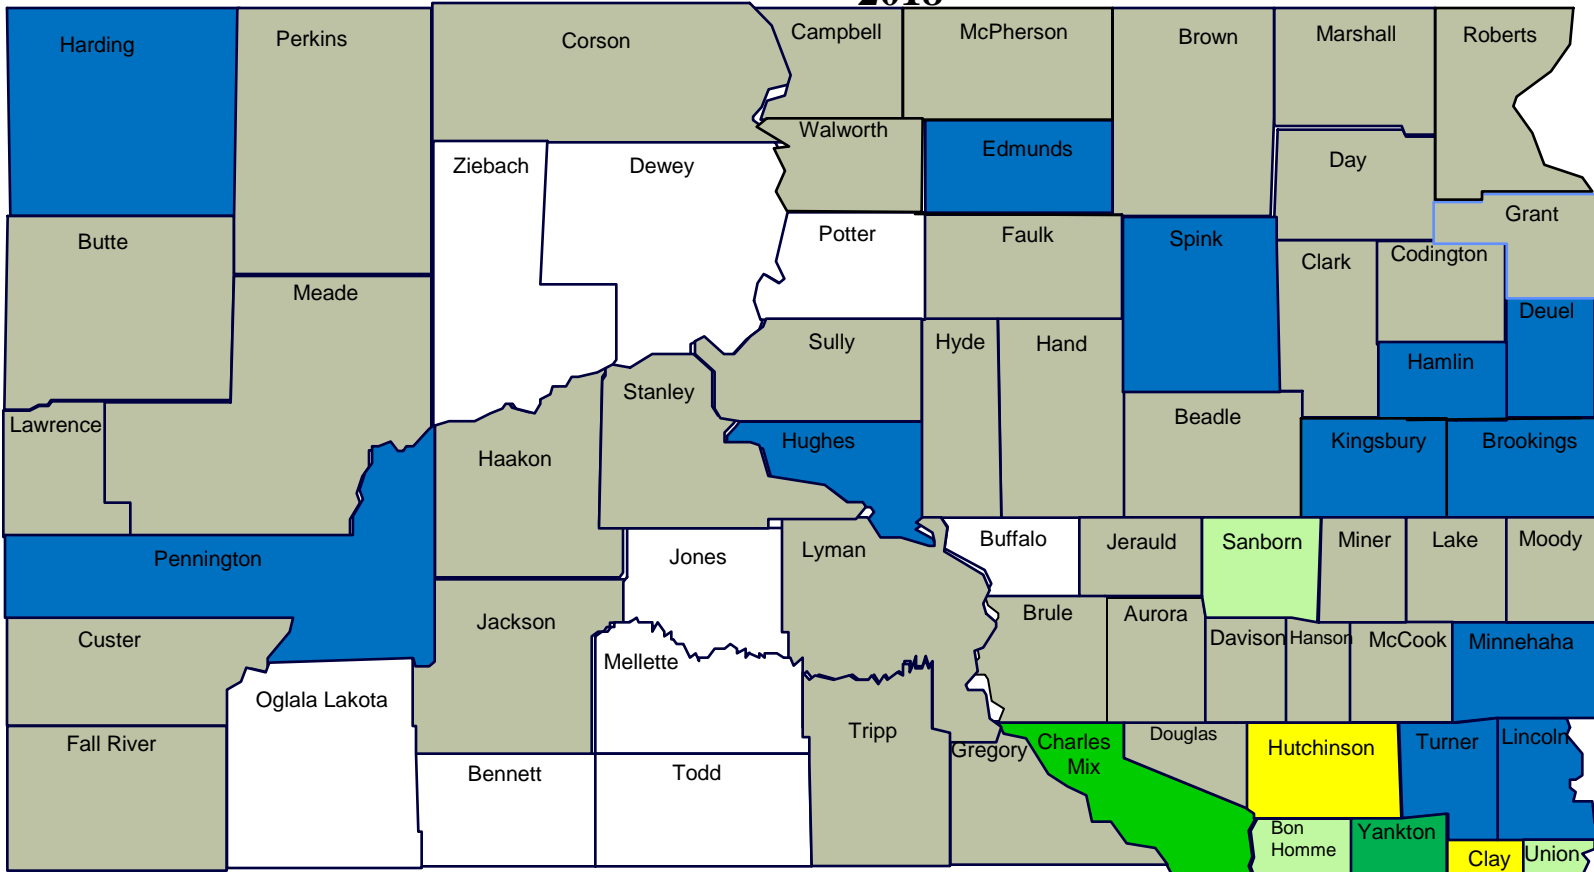 2018
Harding
Perkins
Corson
Campbell
McPherson
Brown
Marshall
Roberts
Walworth
Edmunds
Day
Ziebach
Dewey
Grant
Butte
Potter
Faulk
Spink
Clark
Codington
Meade
Deuel
Sully
Hyde
Hand
Hamlin
Stanley
Lawrence
Beadle
Hughes
Kingsbury
Brookings
Haakon
Pennington
Jones
Lyman
Buffalo
Jerauld
Sanborn
Miner
Lake
Moody
Jackson
Brule
Aurora
Custer
Davison
Hanson
McCook
Minnehaha
Mellette
Oglala Lakota
Tripp
Fall River
Gregory
Charles
Mix
Douglas
Hutchinson
Turner
Lincoln
Bennett
Todd
Bon
Homme
Yankton
Clay
Union